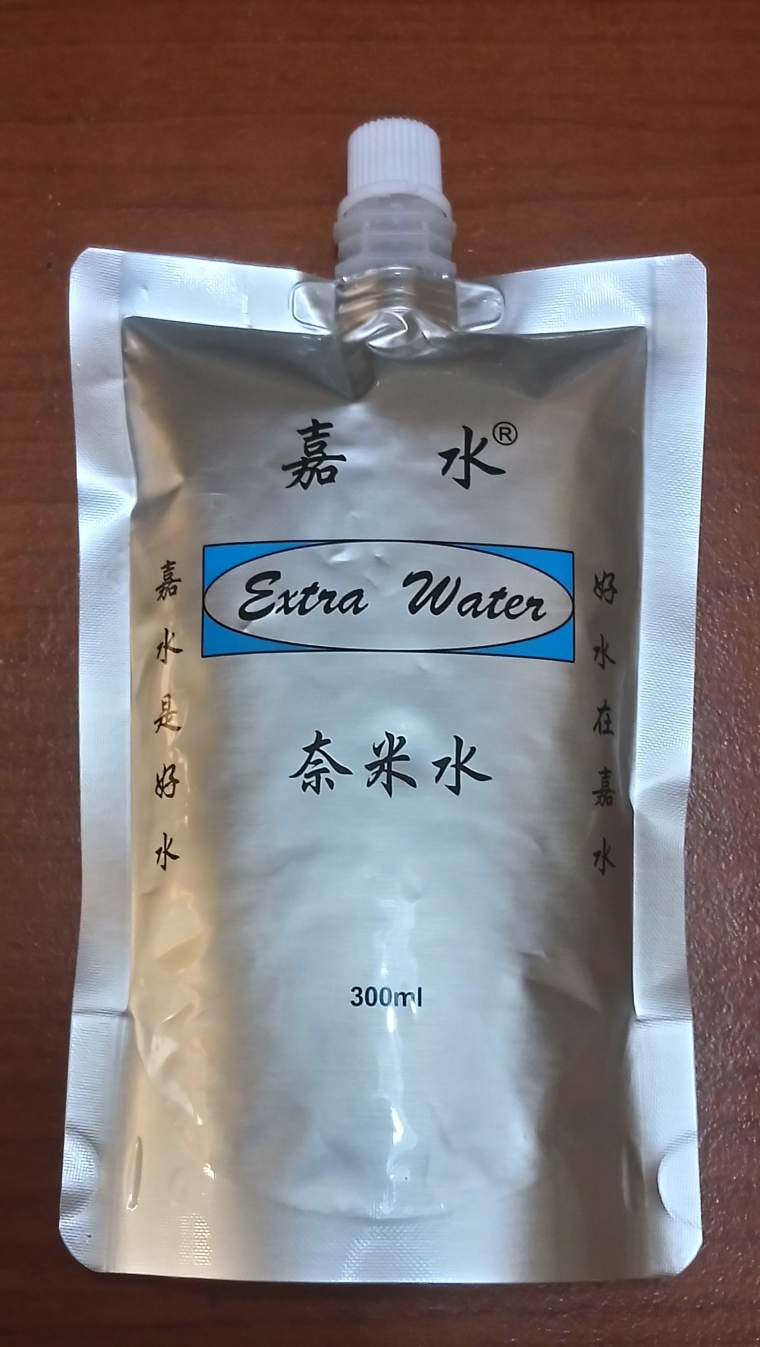 嘉 水®
Extra Water
嘉水是好水
好水在嘉水
奈米水
300ml